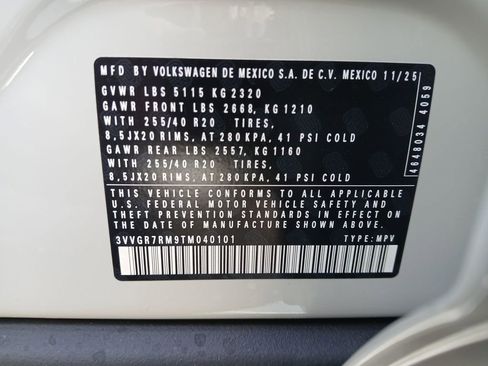 MFD BY VOLKSWAGEN DE MEXICO S.A. DE C.V. MEXICO 11/25
GVWR LBS 5115 KG 2320
GAWR FRONT LBS 2668, KG 1210
WITH 255/40 R20 TIRES,
8,5JX20 RIMS, AT 280 KPA, 41 PSI COLD
GAWR REAR LBS 2557, KG 1160
WITH 255/40 R20 TIRES,
8,5JX20 RIMS, AT 280 KPA, 41 PSI COLD
THIS VEHICLE CONFORMS TO ALL APPLICABLE
U.S. FEDERAL MOTOR VEHICLE SAFETY AND
THEFT PREVENTION STANDARDS IN EFFECT ON
THE DATE OF MANUFACTURE SHOWN ABOVE.
3VVGR7RM9TM040101 TYPE: MPV
4648034 4059